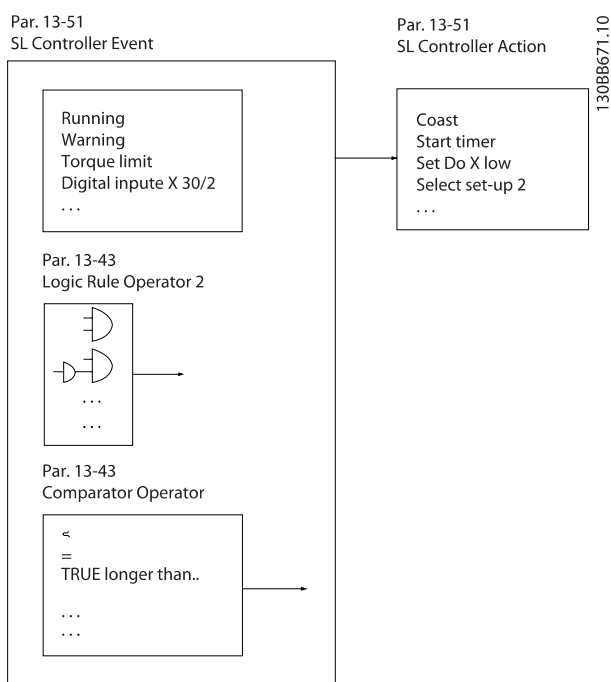 Par. 13-51
SL Controller Event
Par. 13-51
SL Controller Action
130BB671.10
Running
Warning
Torque limit
Digital inpute X 30/2
. . .
Coast
Start timer
Set Do X low
Select set-up 2
. . .
Par. 13-43
Logic Rule Operator 2
. . .
. . .
Par. 13-43
Comparator Operator
=
TRUE longer than..
. . .
. . .